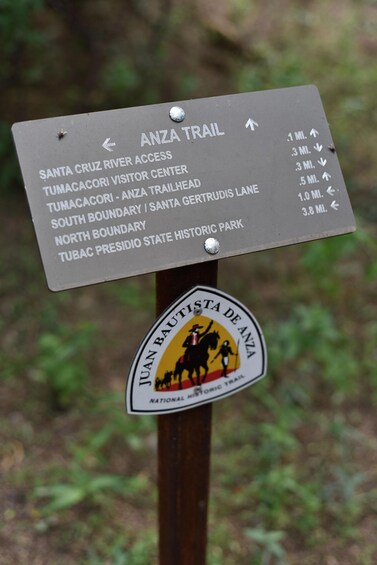 ← ANZA TRAIL ↑
SANTA CRUZ RIVER ACCESS .1 MI.
TUMACACORI VISITOR CENTER .3 MI.
TUMACACORI - ANZA TRAILHEAD .3 MI.
SOUTH BOUNDARY / SANTA GERTRUDIS LANE .5 MI.
NORTH BOUNDARY 1.0 MI.
TUBAC PRESIDIO STATE HISTORIC PARK 3.8 MI.
JUAN BAUTISTA DE ANZA
NATIONAL HISTORIC TRAIL